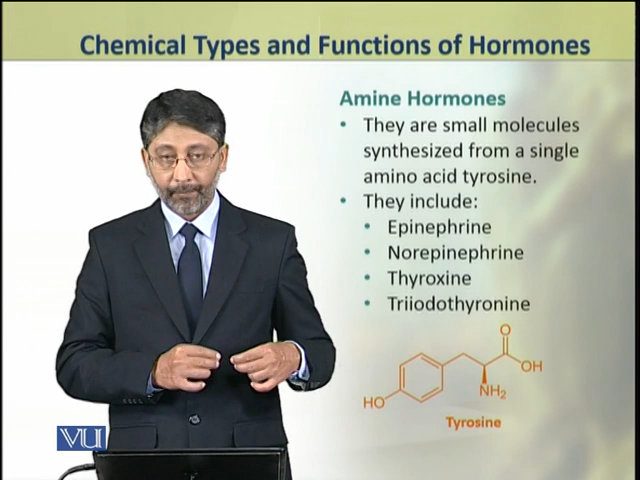 Chemical Types and Functions of Hormones
Amine Hormones
• They are small molecules
synthesized from a single
amino acid tyrosine.
• They include:
• Epinephrine
• Norepinephrine
• Thyroxine
• Triiodothyronine
O
OH
NH₂
HO
Tyrosine
VU